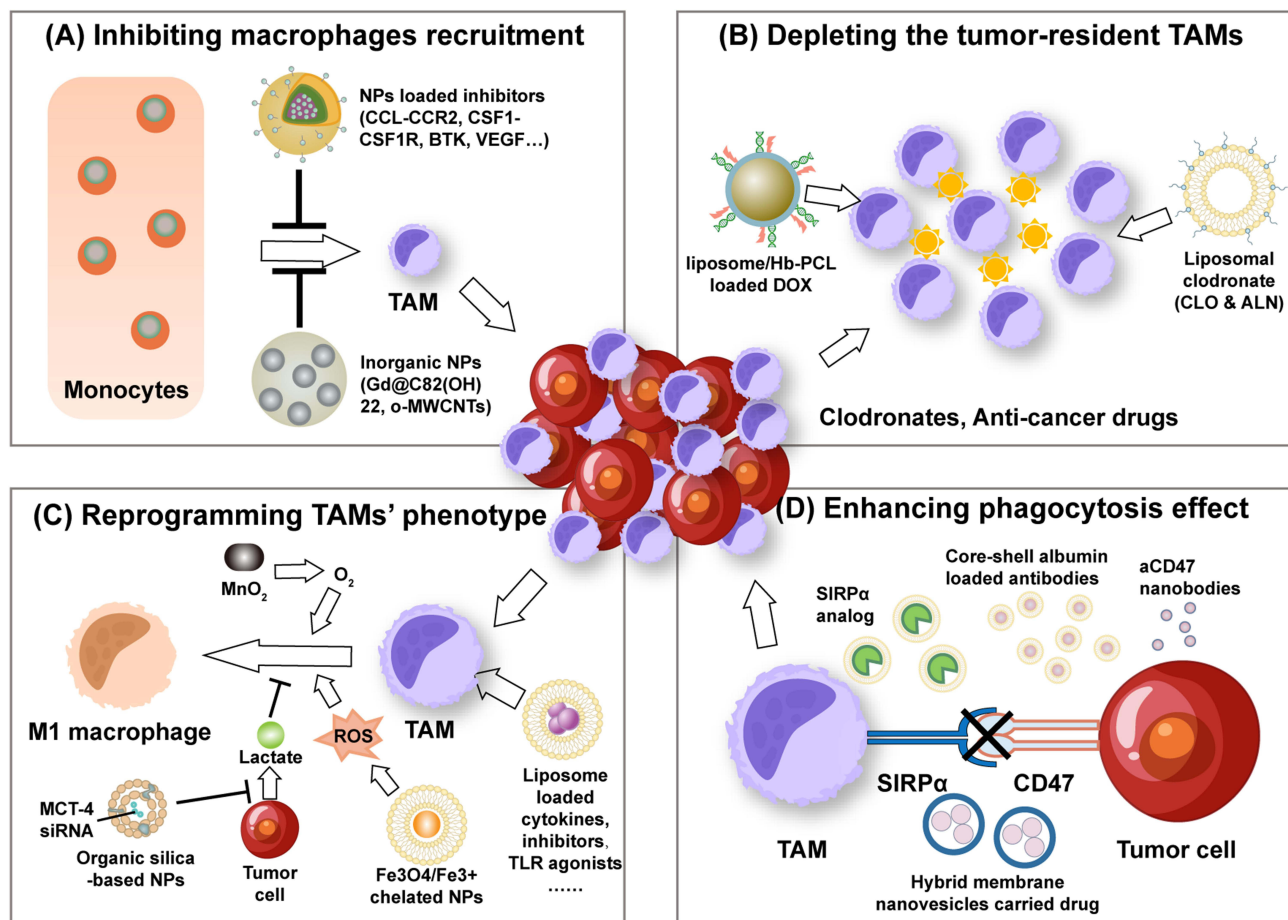 (A) Inhibiting macrophages recruitment
NPs loaded inhibitors
(CCL-CCR2, CSF1-
CSF1R, BTK, VEGF...)
TAM
Monocytes
Inorganic NPs
(Gd@C82(OH)
22, o-MWCNTs)
(B) Depleting the tumor-resident TAMs
liposome/Hb-PCL
loaded DOX
Liposomal
clodronate
(CLO & ALN)
Clodronates, Anti-cancer drugs
(C) Reprogramming TAMs’ phenotype
MnO₂
O₂
M1 macrophage
TAM
Lactate
ROS
MCT-4
siRNA
Organic silica
-based NPs
Tumor
cell
Fe3O4/Fe3+
chelated NPs
Liposome
loaded
cytokines,
inhibitors,
TLR agonists
......
(D) Enhancing phagocytosis effect
SIRPα
analog
Core-shell albumin
loaded antibodies
aCD47
nanobodies
SIRPα
CD47
TAM
Tumor cell
Hybrid membrane
nanovesicles carried drug